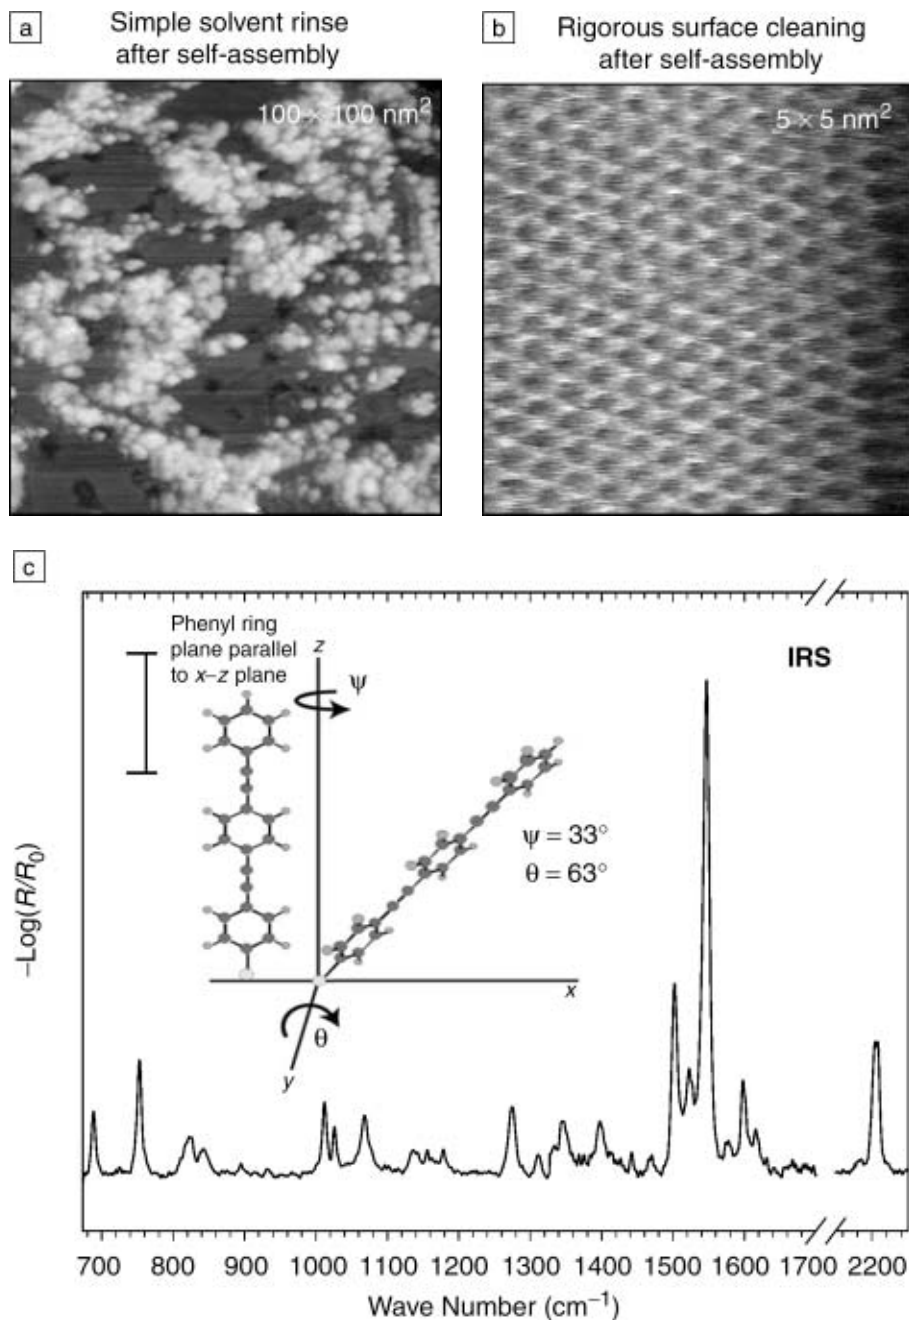 a
Simple solvent rinse
after self-assembly
100 × 100 nm²
b
Rigorous surface cleaning
after self-assembly
5 × 5 nm²
c
Phenyl ring
plane parallel
to x–z plane
z
ψ
IRS
ψ = 33°
θ = 63°
x
θ
y
–Log(R/R₀)
700 800 900 1000 1100 1200 1300 1400 1500 1600 1700 2200
Wave Number (cm⁻¹)